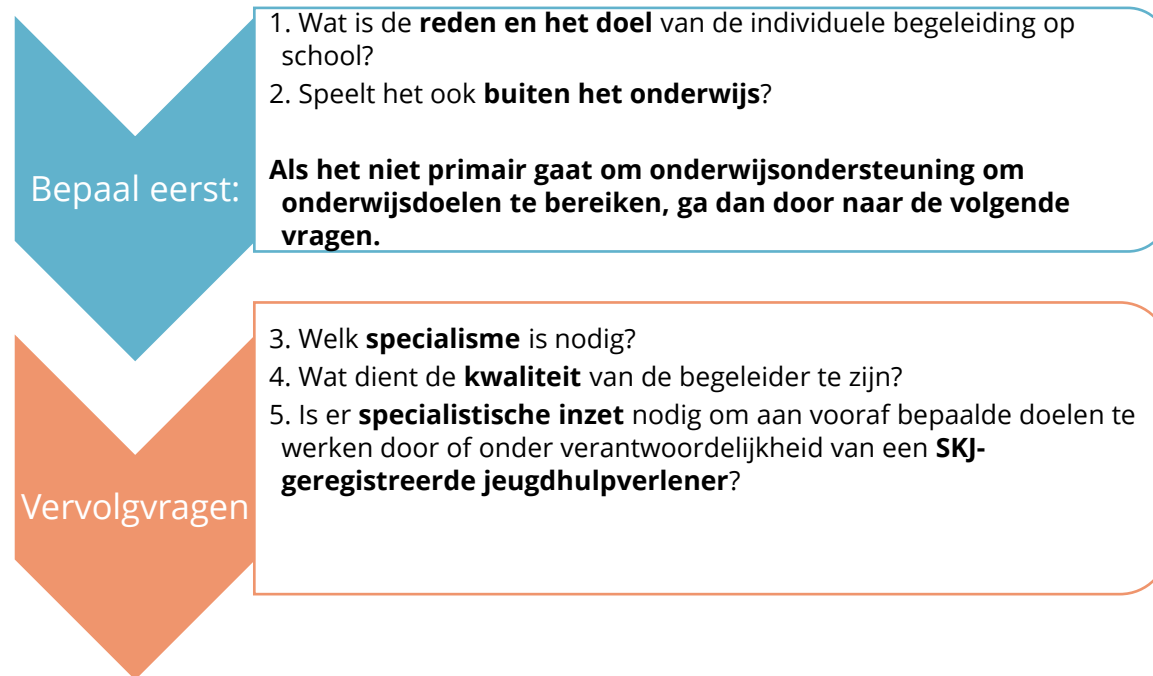 Bepaal eerst:
1. Wat is de reden en het doel van de individuele begeleiding op
school?
2. Speelt het ook buiten het onderwijs?
Als het niet primair gaat om onderwijsondersteuning om
onderwijsdoelen te bereiken, ga dan door naar de volgende
vragen.
Vervolgvragen
3. Welk specialisme is nodig?
4. Wat dient de kwaliteit van de begeleider te zijn?
5. Is er specialistische inzet nodig om aan vooraf bepaalde doelen te
werken door of onder verantwoordelijkheid van een SKJ-
geregistreerde jeugdhulpverlener?